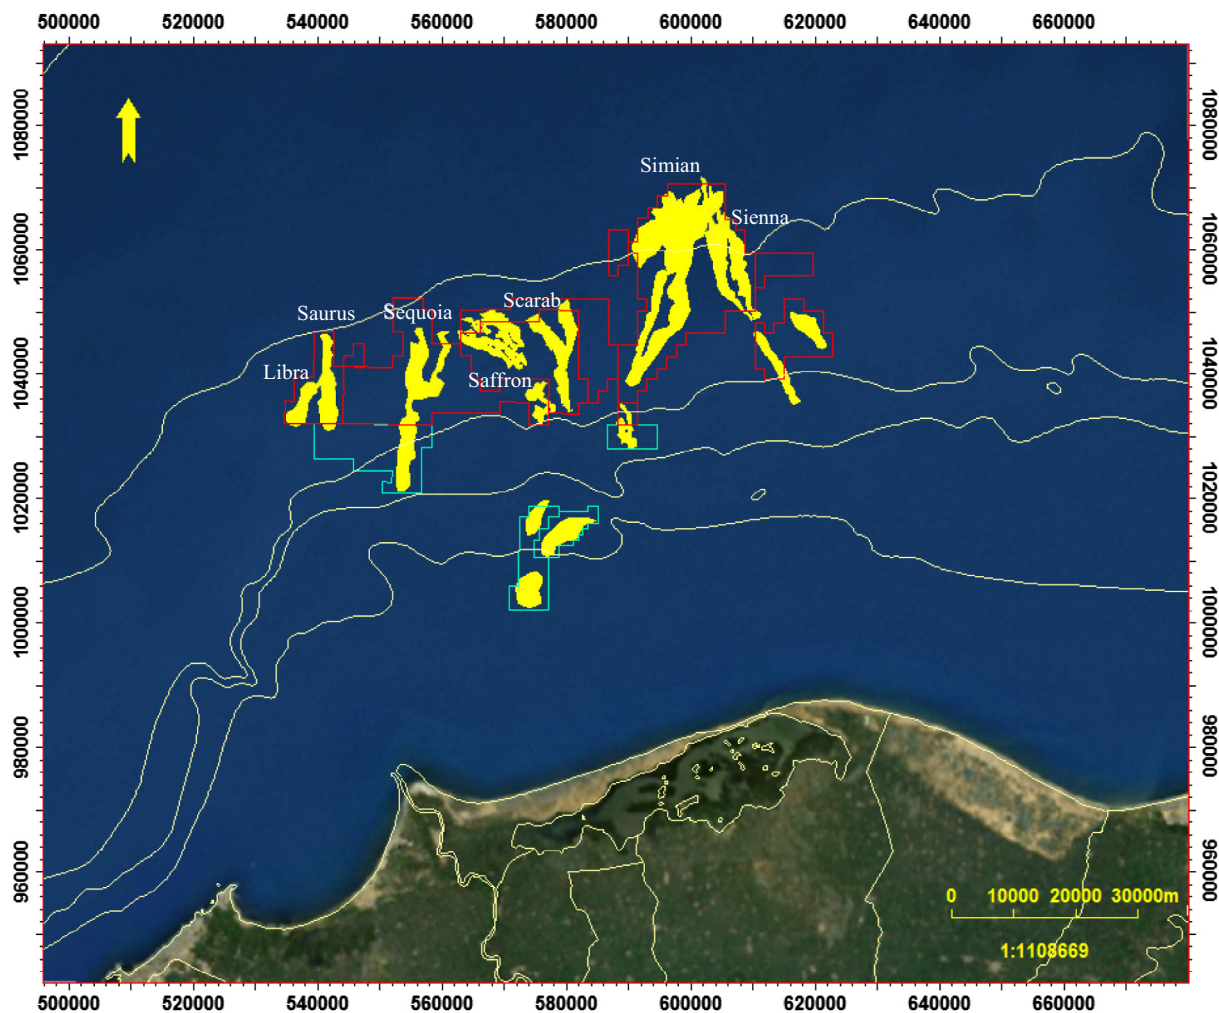 500000 520000 540000 560000 580000 600000 620000 640000 660000
1080000 1080000
Simian
Sienna
1060000 1060000
Saurus Sequoia Scarab
Libra Saffron
1040000 1040000
1020000 1020000
1000000 1000000
980000 980000
960000 960000
0 10000 20000 30000m
1:1108669
500000 520000 540000 560000 580000 600000 620000 640000 660000